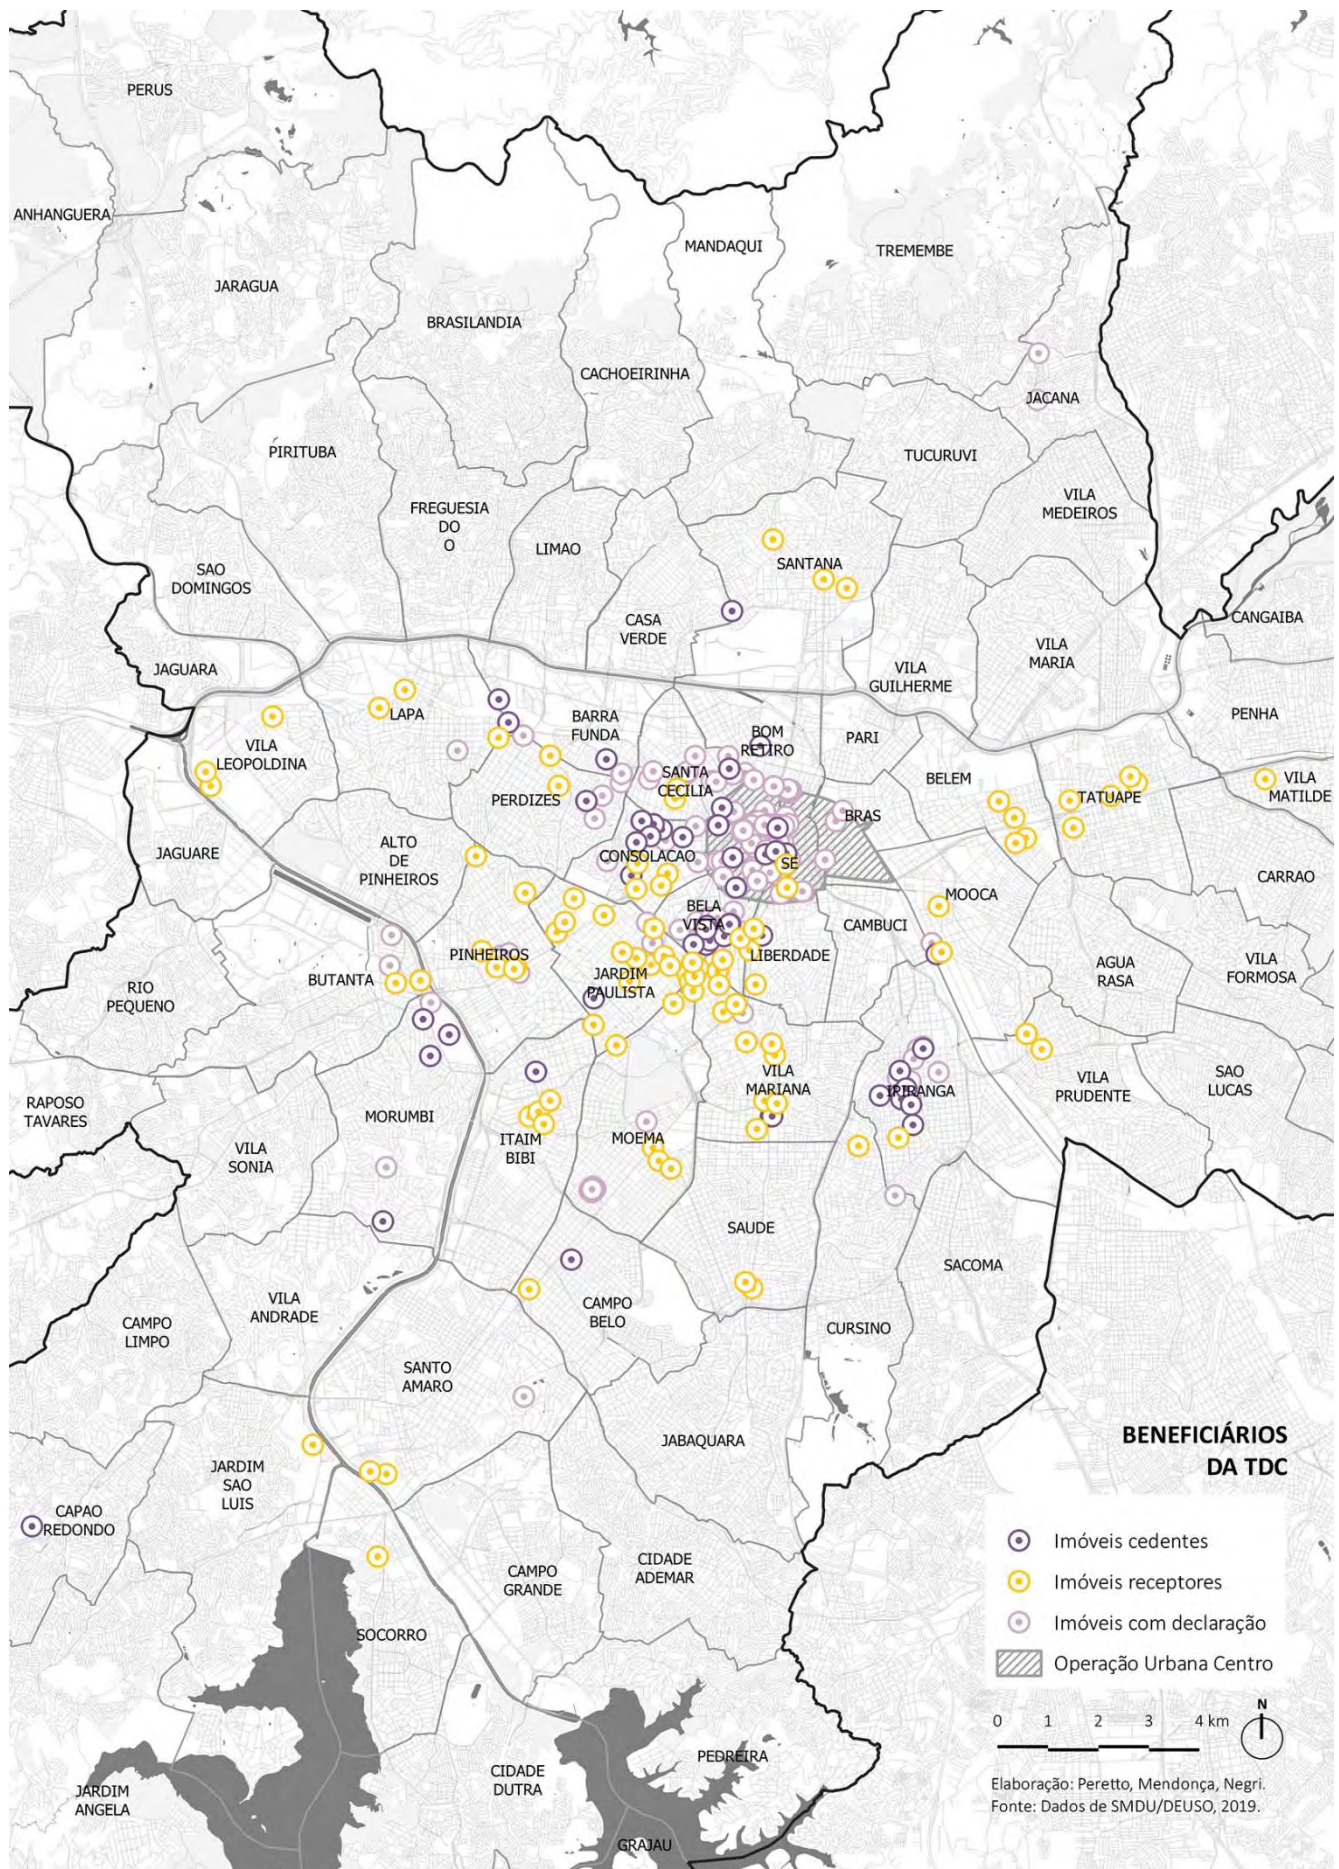 PERUS
ANHANGUERA
MANDAQUI
TREMEMBE
JARAGUA
BRASILANDIA
CACHOEIRINHA
JACANA
PIRITUBA
TUCURUVI
FREGUESIA
DO
O
VILA
MEDEIROS
LIMAO
SANTANA
SAO
DOMINGOS
CASA
VERDE
CANGAIBA
JAGUARA
VILA
MARIA
VILA
GUILHERME
LAPA
BARRA
FUNDA
BOM
RETIRO
PARI
PENHA
VILA
LEOPOLDINA
SANTA
CECILIA
BELEM
VILA
MATILDE
PERDIZES
TATUAPE
BRAS
JAGUARE
ALTO
DE
PINHEIROS
CONSOLACAO
SE
CARRAO
MOOCA
BELA
VISTA
CAMBUCI
PINHEIROS
LIBERDADE
AGUA
RASA
VILA
FORMOSA
BUTANTA
RIO
PEQUENO
JARDIM
PAULISTA
VILA
MARIANA
IPIRANGA
VILA
PRUDENTE
SAO
LUCAS
RAPOSO
TAVARES
MORUMBI
ITAIM
BIBI
MOEMA
VILA
SONIA
SAUDE
SACOMA
VILA
ANDRADE
CAMPO
BELO
CAMPO
LIMPO
CURSINO
SANTO
AMARO
JABAQUARA
JARDIM
SAO
LUIS
CAPAO
REDONDO
CAMPO
GRANDE
CIDADE
ADEMAR
SOCORRO
PEDREIRA
CIDADE
DUTRA
JARDIM
ANGELA
GRAJAU
BENEFICIÁRIOS
DA TDC
Imóveis cedentes
Imóveis receptores
Imóveis com declaração
Operação Urbana Centro
0 1 2 3 4 km
N
Elaboração: Peretto, Mendonça, Negri.
Fonte: Dados de SMDU/DEUSO, 2019.